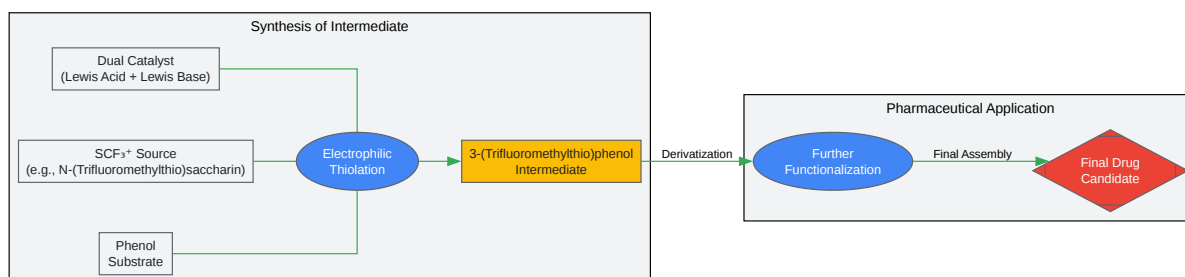 Synthesis of Intermediate
Dual Catalyst
(Lewis Acid + Lewis Base)
SCF₃⁺ Source
(e.g., N-(Trifluoromethylthio)saccharin)
Phenol
Substrate
Electrophilic
Thiolation
3-(Trifluoromethylthio)phenol
Intermediate
Derivatization
Pharmaceutical Application
Further
Functionalization
Final Assembly
Final Drug
Candidate